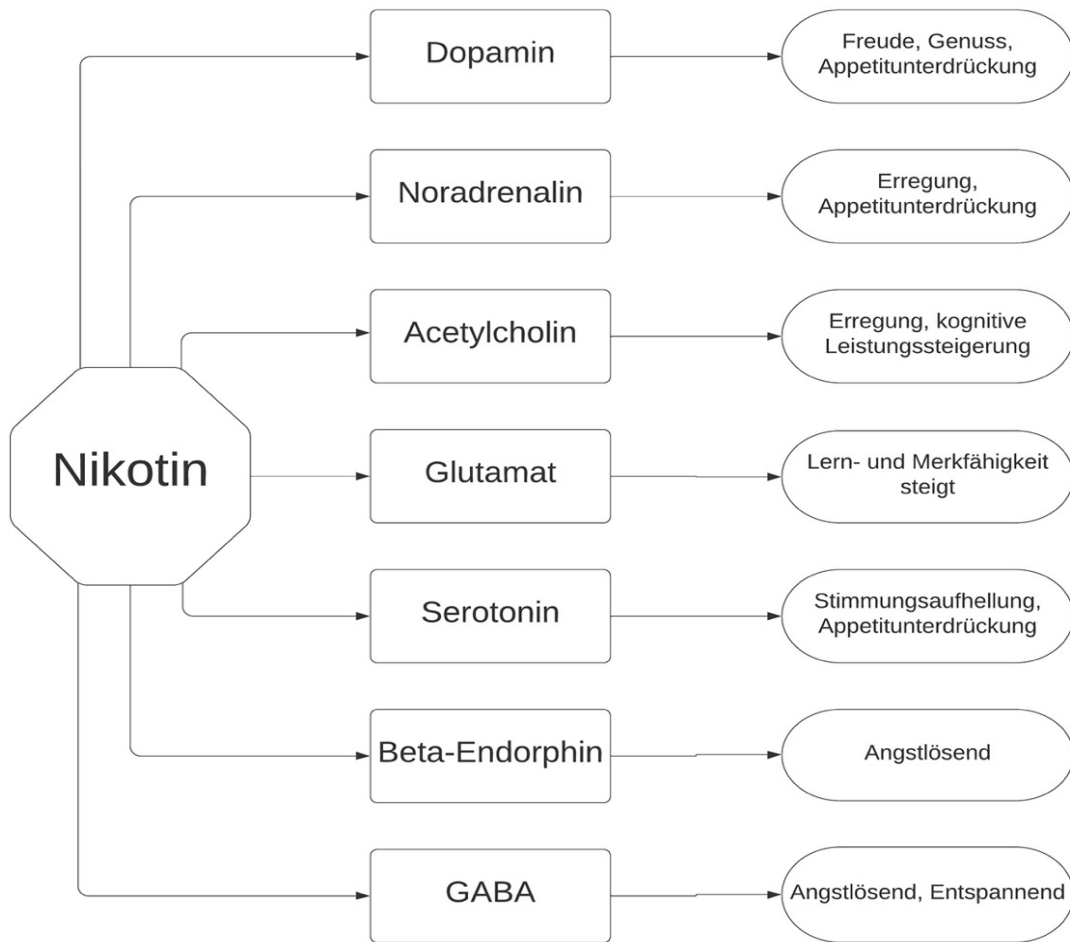 Dopamin
Freude, Genuss,
Appetitunterdrückung
Noradrenalin
Erregung,
Appetitunterdrückung
Acetylcholin
Erregung, kognitive
Leistungssteigerung
Nikotin
Glutamat
Lern- und Merkfähigkeit
steigt
Serotonin
Stimmungsaufhellung,
Appetitunterdrückung
Beta-Endorphin
Angstlösend
GABA
Angstlösend, Entspannend